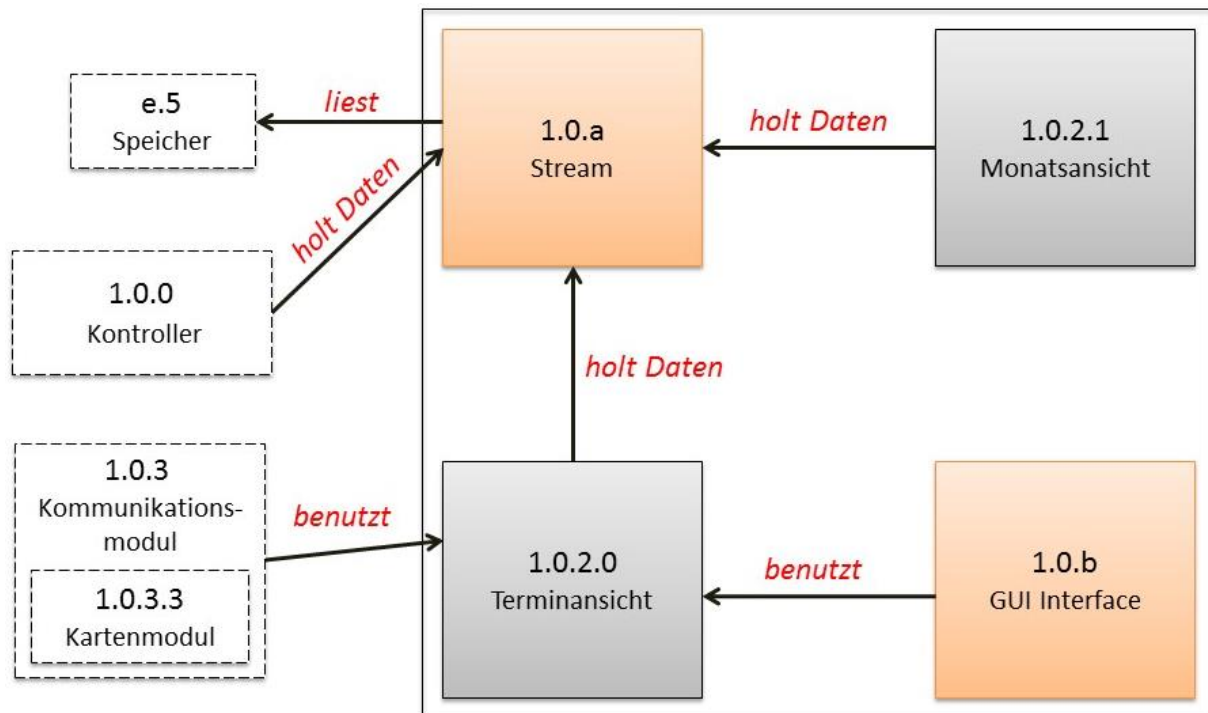 e.5
Speicher
liest
1.0.a
Stream
holt Daten
1.0.2.1
Monatsansicht
holt Daten
1.0.0
Kontroller
holt Daten
1.0.3
Kommunikations-
modul
1.0.3.3
Kartenmodul
benutzt
1.0.2.0
Terminansicht
benutzt
1.0.b
GUI Interface